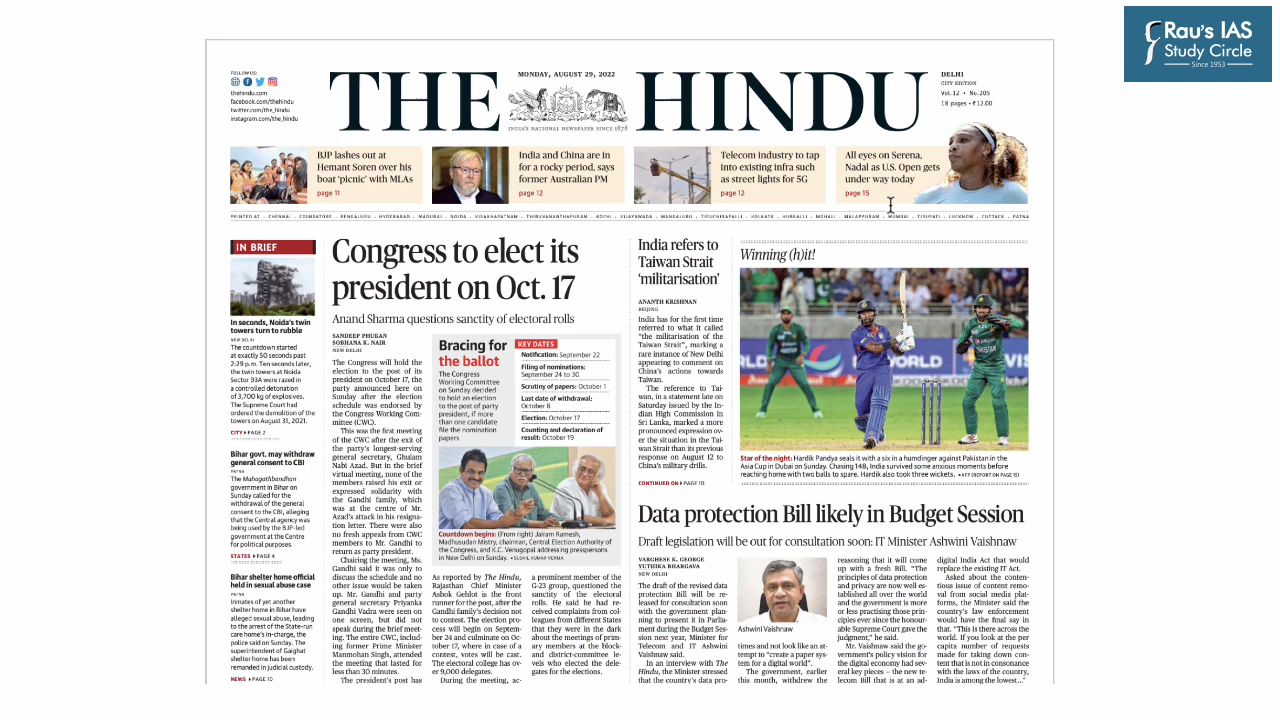 Rau's IAS
Study Circle
Since 1953
FOLLOW US:
thehindu.com
facebook.com/thehindu
twitter.com/the_hindu
instagram.com/the_hindu
THE HINDU
MONDAY, AUGUST 29, 2022
INDIA'S NATIONAL NEWSPAPER SINCE 1878
DELHI
CITY EDITION
Vol. 12 • No. 205
18 pages • ₹12.00
BJP lashes out at
Hemant Soren over his
boat 'picnic' with MLAs
page 11
India and China are in
for a rocky period, says
former Australian PM
page 12
Telecom industry to tap
into existing infra such
as street lights for 5G
page 12
All eyes on Serena,
Nadal as U.S. Open gets
under way today
page 15
PRINTED AT • CHENNAI • COIMBATORE • BENGALURU • HYDERABAD • MADURAI • NOIDA • VISAKHAPATNAM • THIRUVANANTHAPURAM • KOCHI • VIJAYAWADA • MANGALURU • TIRUCHIRAPALLI • KOLKATA • HUBBALLI • MOHALI • MALAPPURAM • MUMBAI • TIRUPATI • LUCKNOW • CUTTACK • PATNA
IN BRIEF
In seconds, Noida's twin
towers turn to rubble
NEW DELHI
The countdown started
at exactly 50 seconds past
2:29 p.m. Ten seconds later,
the twin towers at Noida
Sector 93A were razed in
a controlled detonation
of 3,700 kg of explosives.
The Supreme Court had
ordered the demolition of the
towers on August 31, 2021.
CITY PAGE 2
Bihar govt. may withdraw
general consent to CBI
PATNA
The Mahagathbandhan
government in Bihar on
Sunday called for the
withdrawal of the general
consent to the CBI, alleging
that the Central agency was
being used by the BJP-led
government at the Centre
for political purposes.
STATES PAGE 4
Bihar shelter home official
held in sexual abuse case
PATNA
Inmates of yet another
shelter home in Bihar have
alleged sexual abuse, leading
to the arrest of the State-run
care home's in-charge, the
police said on Sunday. The
superintendent of Gaighat
shelter home has been
remanded in judicial custody.
NEWS PAGE 10
Congress to elect its
president on Oct. 17
Anand Sharma questions sanctity of electoral rolls
SANDEEP PHUKAN
SOBHANA K. NAIR
NEW DELHI
The Congress will hold the
election to the post of its
president on October 17, the
party announced here on
Sunday after the election
schedule was endorsed by
the Congress Working Com-
mittee (CWC).
This was the first meeting
of the CWC after the exit of
the party's longest-serving
general secretary, Ghulam
Nabi Azad. But in the brief
virtual meeting, none of the
members raised his exit or
expressed solidarity with
the Gandhi family, which
was at the centre of Mr.
Azad's attack in his resigna-
tion letter. There were also
no fresh appeals from CWC
members to Mr. Gandhi to
return as party president.
Chairing the meeting, Ms.
Gandhi said it was only to
discuss the schedule and no
other issue would be taken
up. Mr. Gandhi and party
general secretary Priyanka
Gandhi Vadra were seen on
one screen, but did not
speak during the brief meet-
ing. The entire CWC, includ-
ing former Prime Minister
Manmohan Singh, attended
the meeting that lasted for
less than 30 minutes.
The president's post has
Bracing for
the ballot
The Congress
Working Committee
on Sunday decided
to hold an election
to the post of party
president, if more
than one candidate
file the nomination
papers
KEY DATES
Notification: September 22
Filing of nominations:
September 24 to 30
Scrutiny of papers: October 1
Last date of withdrawal:
October 8
Election: October 17
Counting and declaration of
result: October 19
Countdown begins: (From right) Jairam Ramesh,
Madhusudan Mistry, chairman, Central Election Authority of
the Congress, and K.C. Venugopal addressing presspersons
in New Delhi on Sunday. • SUSHIL KUMAR VERMA
As reported by The Hindu,
Rajasthan Chief Minister
Ashok Gehlot is the front
runner for the post, after the
Gandhi family's decision not
to contest. The election pro-
cess will begin on Septem-
ber 24 and culminate on Oc-
tober 17, where in case of a
contest, votes will be cast.
The electoral college has ov-
er 9,000 delegates.
During the meeting, ac-
a prominent member of the
G-23 group, questioned the
sanctity of the electoral
rolls. He said he had re-
ceived complaints from col-
leagues from different States
that they were in the dark
about the meetings of prim-
ary members at the block-
and district-committee le-
vels who elected the dele-
gates for the elections.
India refers to
Taiwan Strait
'militarisation'
ANANTH KRISHNAN
BEIJING
India has for the first time
referred to what it called
"the militarisation of the
Taiwan Strait", marking a
rare instance of New Delhi
appearing to comment on
China's actions towards
Taiwan.
The reference to Tai-
wan, in a statement late on
Saturday issued by the In-
dian High Commission in
Sri Lanka, marked a more
pronounced expression ov-
er the situation in the Tai-
wan Strait than its previous
response on August 12 to
China's military drills.
CONTINUED ON PAGE 10
Winning (h)it!
WORLD
WORLD
PAKISTAN
Star of the night: Hardik Pandya seals it with a six in a humdinger against Pakistan in the
Asia Cup in Dubai on Sunday. Chasing 148, India survived some anxious moments before
reaching home with two balls to spare. Hardik also took three wickets. • AFP (REPORT ON PAGE 15)
Data protection Bill likely in Budget Session
Draft legislation will be out for consultation soon: IT Minister Ashwini Vaishnaw
VARGHESE K. GEORGE
YUTHIKA BHARGAVA
NEW DELHI
The draft of the revised data
protection Bill will be re-
leased for consultation soon
with the government plan-
ning to present it in Parlia-
ment during the Budget Ses-
sion next year, Minister for
Telecom and IT Ashwini
Vaishnaw said.
In an interview with The
Hindu, the Minister stressed
that the country's data pro-
Ashwini Vaishnaw
times and not look like an at-
tempt to "create a paper sys-
tem for a digital world".
The government, earlier
this month, withdrew the
reasoning that it will come
up with a fresh Bill. "The
principles of data protection
and privacy are now well es-
tablished all over the world
and the government is more
or less practising those prin-
ciples ever since the honour-
able Supreme Court gave the
judgment," he said.
Mr. Vaishnaw said the go-
vernment's policy vision for
the digital economy had sev-
eral key pieces – the new te-
lecom Bill that is at an ad-
digital India Act that would
replace the existing IT Act.
Asked about the conten-
tious issue of content remo-
val from social media plat-
forms, the Minister said the
country's law enforcement
would have the final say in
that. "This is there across the
world. If you look at the per
capita number of requests
made for taking down con-
tent that is not in consonance
with the laws of the country,
India is among the lowest..."